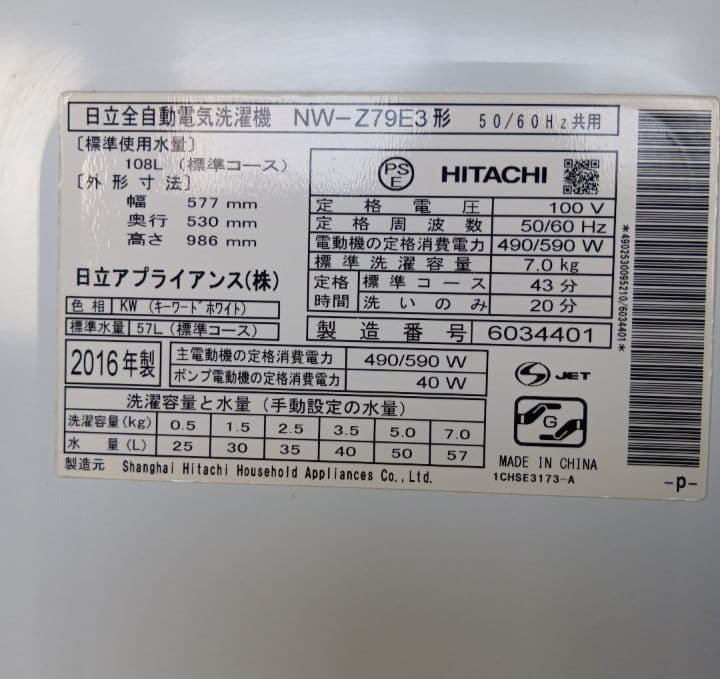 日立全自動電気洗濯機 NW-Z79E3形 50/60Hz共用
〔標準使用水量〕
108L (標準コース)
〔外形寸法〕
幅 577 mm
奥行 530 mm
高さ 986 mm
日立アプライアンス(株)
色相 KW (キーワードホワイト)
標準水量 57L (標準コース)
PS
E
HITACHI
定格電圧 100 V
定格周波数 50/60 Hz
電動機の定格消費電力 490/590 W
標準洗濯容量 7.0 kg
定格時間 標準コース 43分
洗いのみ 20分
製造番号 6034401
2016年製
主電動機の定格消費電力 490/590 W
ポンプ電動機の定格消費電力 40 W
洗濯容量と水量 (手動設定の水量)
洗濯容量(kg) 0.5 1.5 2.5 3.5 5.0 7.0
水量(L) 25 30 35 40 50 57
製造元 Shanghai Hitachi Household Appliances Co.,Ltd.
S JET
G
MADE IN CHINA
1CHSE3173-A
*4902530095210/6034401*
-p-